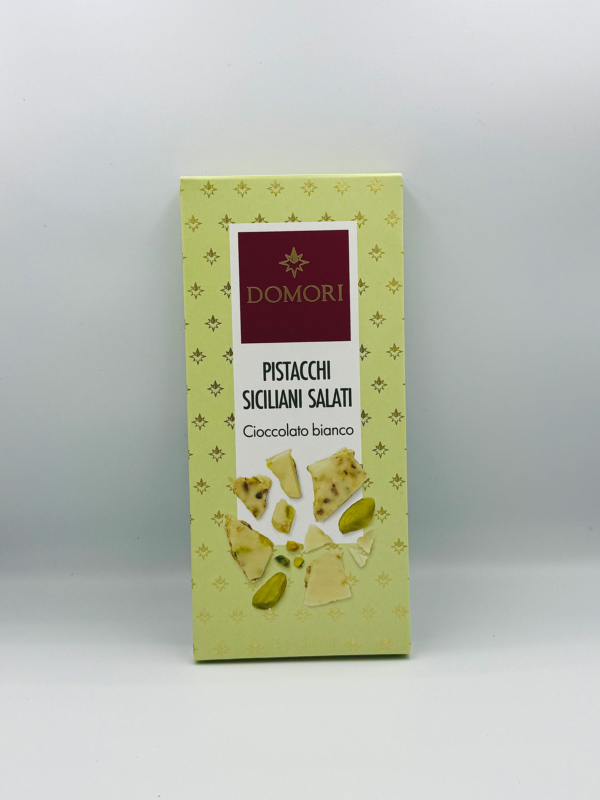 DOMORI
PISTACCHI
SICILIANI SALATI
Cioccolato bianco